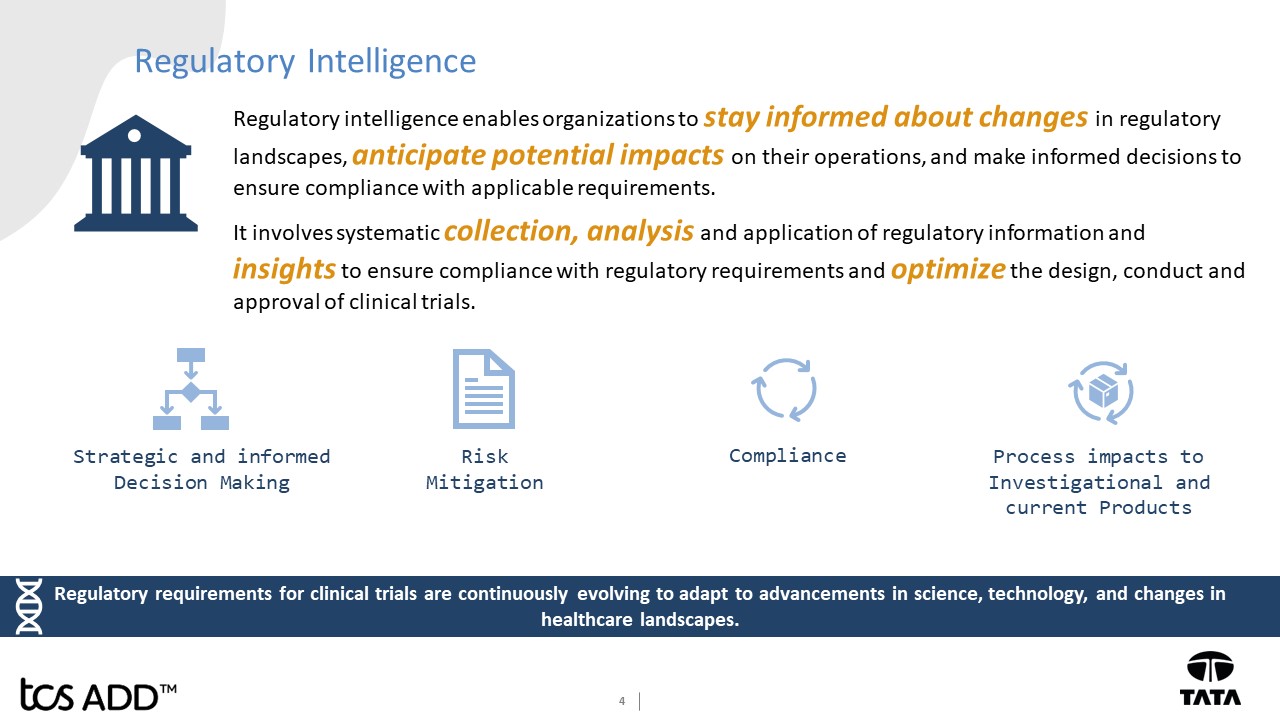 Regulatory Intelligence
Regulatory intelligence enables organizations to stay informed about changes in regulatory
landscapes, anticipate potential impacts on their operations, and make informed decisions to
ensure compliance with applicable requirements.
It involves systematic collection, analysis and application of regulatory information and
insights to ensure compliance with regulatory requirements and optimize the design, conduct and
approval of clinical trials.
Strategic and informed
Decision Making
Risk
Mitigation
Compliance
Process impacts to
Investigational and
current Products
Regulatory requirements for clinical trials are continuously evolving to adapt to advancements in science, technology, and changes in
healthcare landscapes.
tcs ADD™
4
TATA